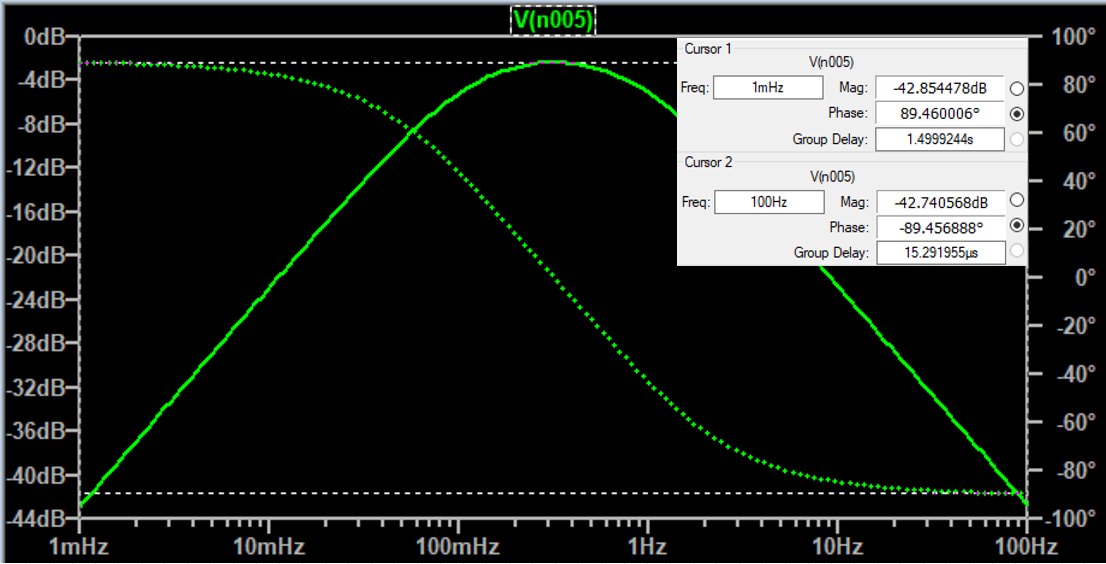 V(n005)
0dB
-4dB
-8dB
-12dB
-16dB
-20dB
-24dB
-28dB
-32dB
-36dB
-40dB
-44dB
100°
80°
60°
40°
20°
0°
-20°
-40°
-60°
-80°
-100°
1mHz 10mHz 100mHz 1Hz 10Hz 100Hz
Cursor 1
V(n005)
Freq: 1mHz Mag: -42.854478dB
Phase: 89.460006°
Group Delay: 1.4999244s
Cursor 2
V(n005)
Freq: 100Hz Mag: -42.740568dB
Phase: -89.456888°
Group Delay: 15.291955µs